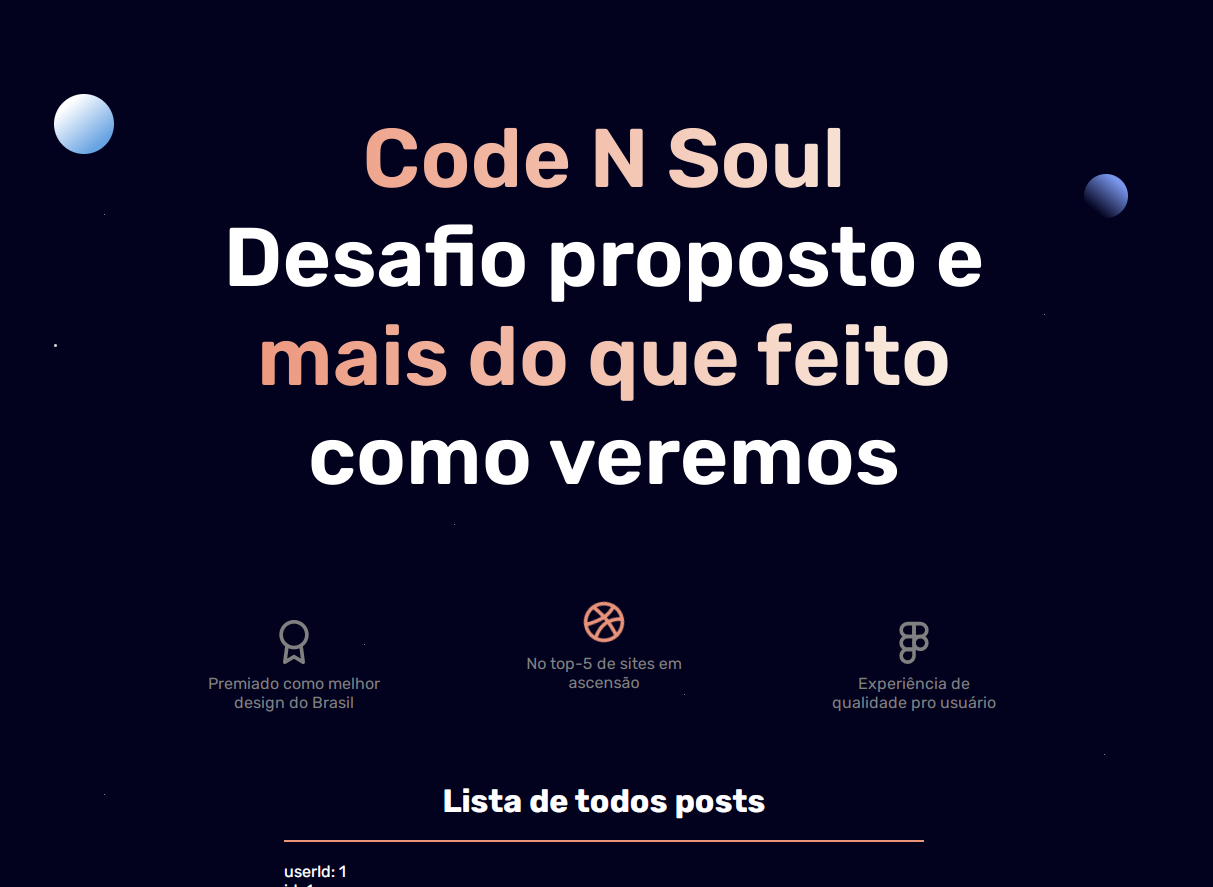 Code N Soul
Desafio proposto e
mais do que feito
como veremos
Premiado como melhor
design do Brasil
No top-5 de sites em
ascensão
Experiência de
qualidade pro usuário
Lista de todos posts
userId: 1